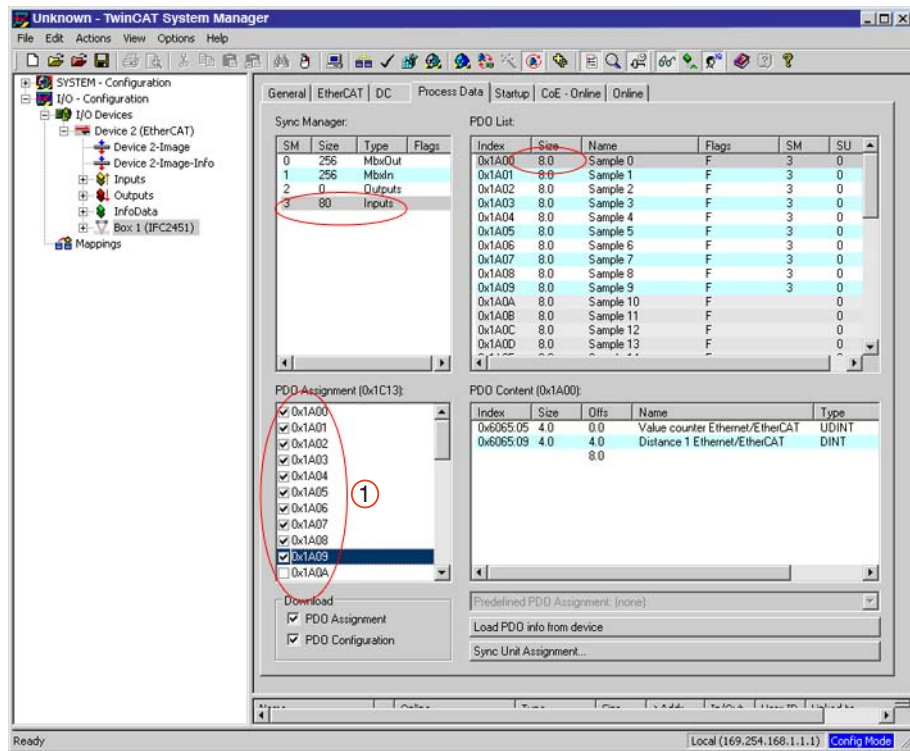 Unknown - TwinCAT System Manager
File Edit Actions View Options Help
SYSTEM - Configuration
I/O - Configuration
I/O Devices
Device 2 (EtherCAT)
Device 2-Image
Device 2-Image-Info
Inputs
Outputs
InfoData
Box 1 (IFC2451)
Mappings
General EtherCAT DC Process Data Startup CoE - Online Online
Sync Manager:
SM Size Type Flags
0 256 MbxOut
1 256 MbxIn
2 0 Outputs
3 80 Inputs
PDO List:
Index Size Name Flags SM SU
0x1A00 8.0 Sample 0 F 3 0
0x1A01 8.0 Sample 1 F 3 0
0x1A02 8.0 Sample 2 F 3 0
0x1A03 8.0 Sample 3 F 3 0
0x1A04 8.0 Sample 4 F 3 0
0x1A05 8.0 Sample 5 F 3 0
0x1A06 8.0 Sample 6 F 3 0
0x1A07 8.0 Sample 7 F 3 0
0x1A08 8.0 Sample 8 F 3 0
0x1A09 8.0 Sample 9 F 3 0
0x1A0A 8.0 Sample 10 F 0
0x1A0B 8.0 Sample 11 F 0
0x1A0C 8.0 Sample 12 F 0
0x1A0D 8.0 Sample 13 F 0
PDO Assignment (0x1C13):
0x1A00
0x1A01
0x1A02
0x1A03
0x1A04
0x1A05
0x1A06
0x1A07
0x1A08
0x1A09
0x1A0A
1
PDO Content (0x1A00):
Index Size Offs Name Type
0x6065:05 4.0 0.0 Value counter Ethernet/EtherCAT UDINT
0x6065:09 4.0 4.0 Distance 1 Ethernet/EtherCAT DINT
8.0
Download
PDO Assignment
PDO Configuration
Predefined PDO Assignment: (none)
Load PDO info from device
Sync Unit Assignment...
Ready
Local (169.254.168.1.1.1) Config Mode